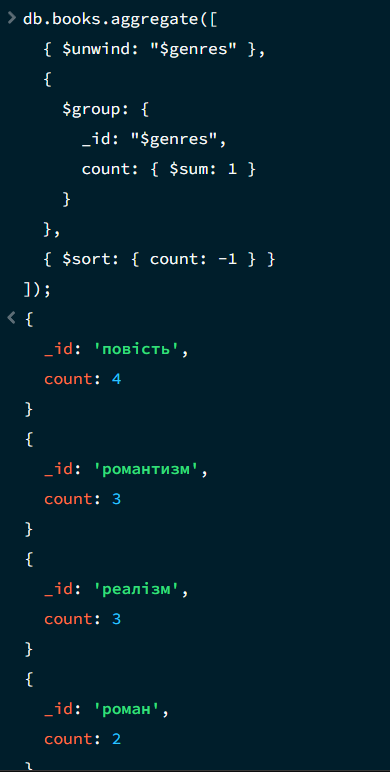 db.books.aggregate([
{ $unwind: "$genres" },
{
$group: {
_id: "$genres",
count: { $sum: 1 }
}
},
{ $sort: { count: -1 } }
]);
{
_id: 'повість',
count: 4
}
{
_id: 'романтизм',
count: 3
}
{
_id: 'реалізм',
count: 3
}
{
_id: 'роман',
count: 2
}